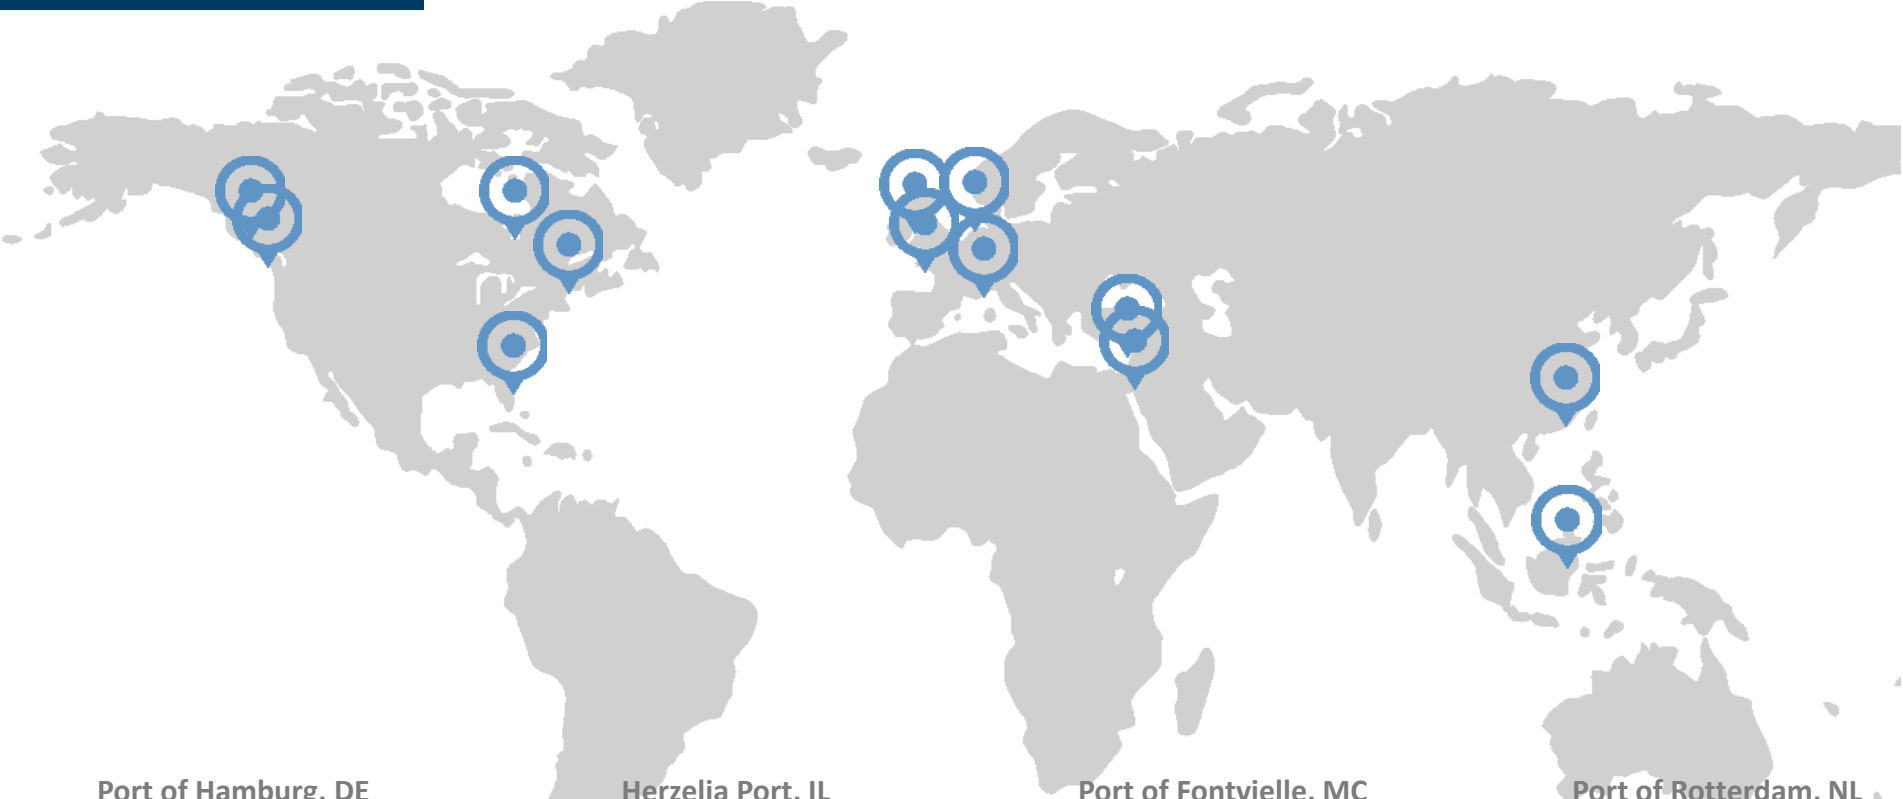 Port of Hamburg, DE
Herzelia Port, IL
Port of Fontvielle, MC
Port of Rotterdam, NL